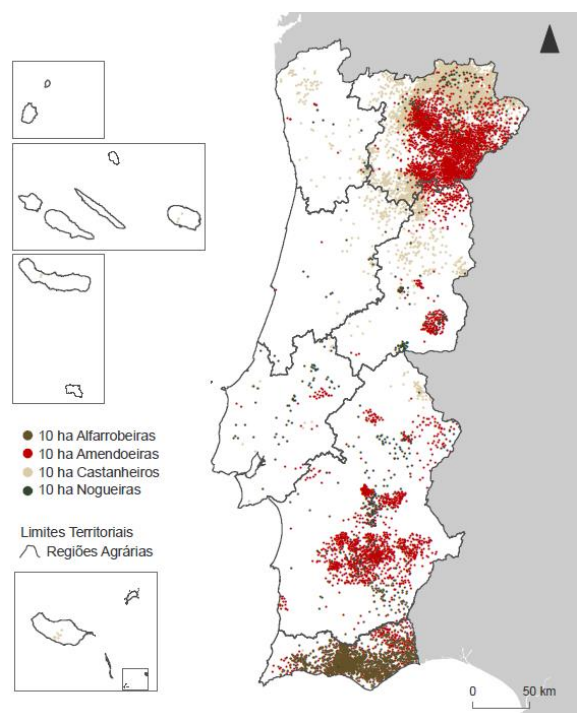 10 ha Alfarrobeiras
10 ha Amendoeiras
10 ha Castanheiros
10 ha Nogueiras
Limites Territoriais
Regiões Agrárias
0 50 km